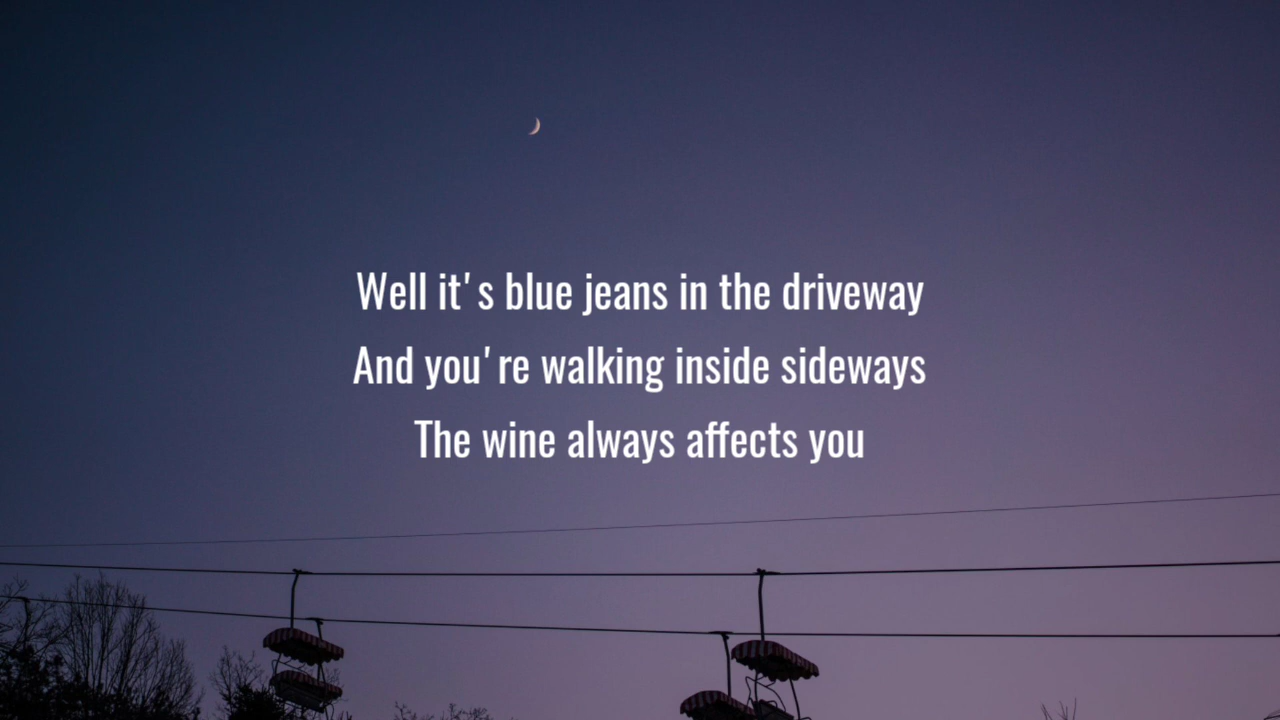 Well it's blue jeans in the driveway
And you're walking inside sideways
The wine always affects you